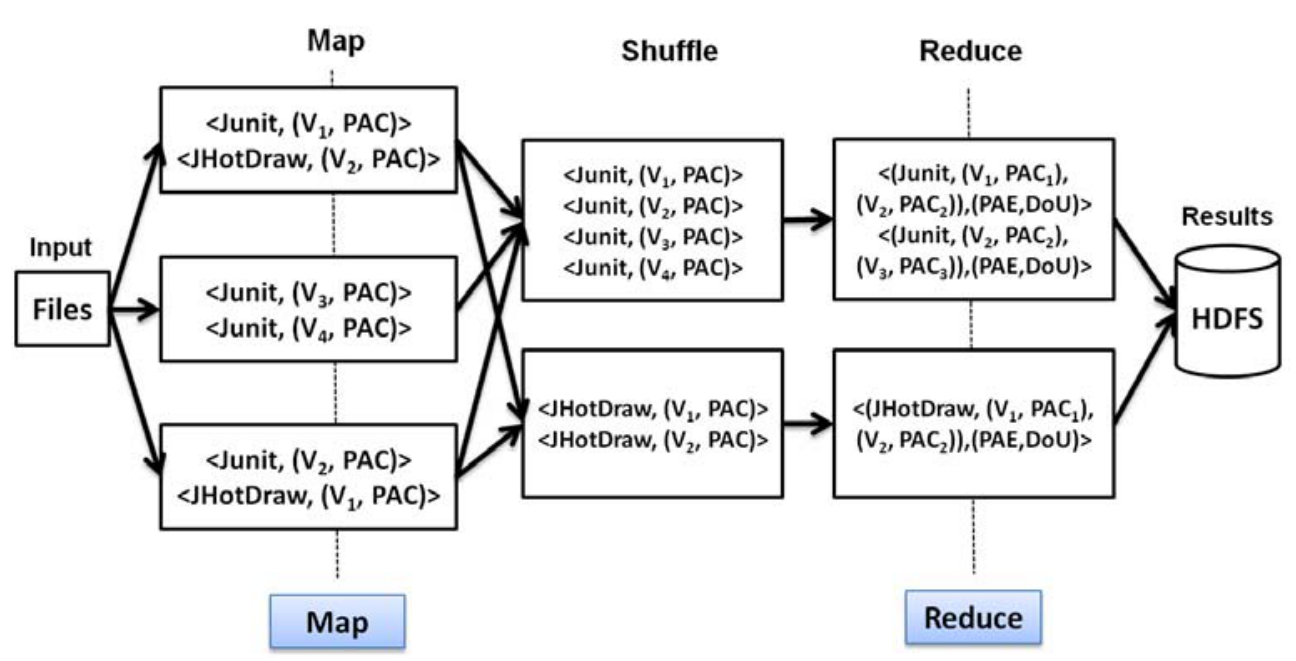 Map
Shuffle
Reduce
Input
Files
<Junit, (V₁, PAC)>
<JHotDraw, (V₂, PAC)>
<Junit, (V₃, PAC)>
<Junit, (V₄, PAC)>
<Junit, (V₂, PAC)>
<JHotDraw, (V₁, PAC)>
<Junit, (V₁, PAC)>
<Junit, (V₂, PAC)>
<Junit, (V₃, PAC)>
<Junit, (V₄, PAC)>
<JHotDraw, (V₁, PAC)>
<JHotDraw, (V₂, PAC)>
<(Junit, (V₁, PAC₁),
(V₂, PAC₂)),(PAE,DoU)>
<(Junit, (V₂, PAC₂),
(V₃, PAC₃)),(PAE,DoU)>
<(JHotDraw, (V₁, PAC₁),
(V₂, PAC₂)),(PAE,DoU)>
Results
HDFS
Map
Reduce